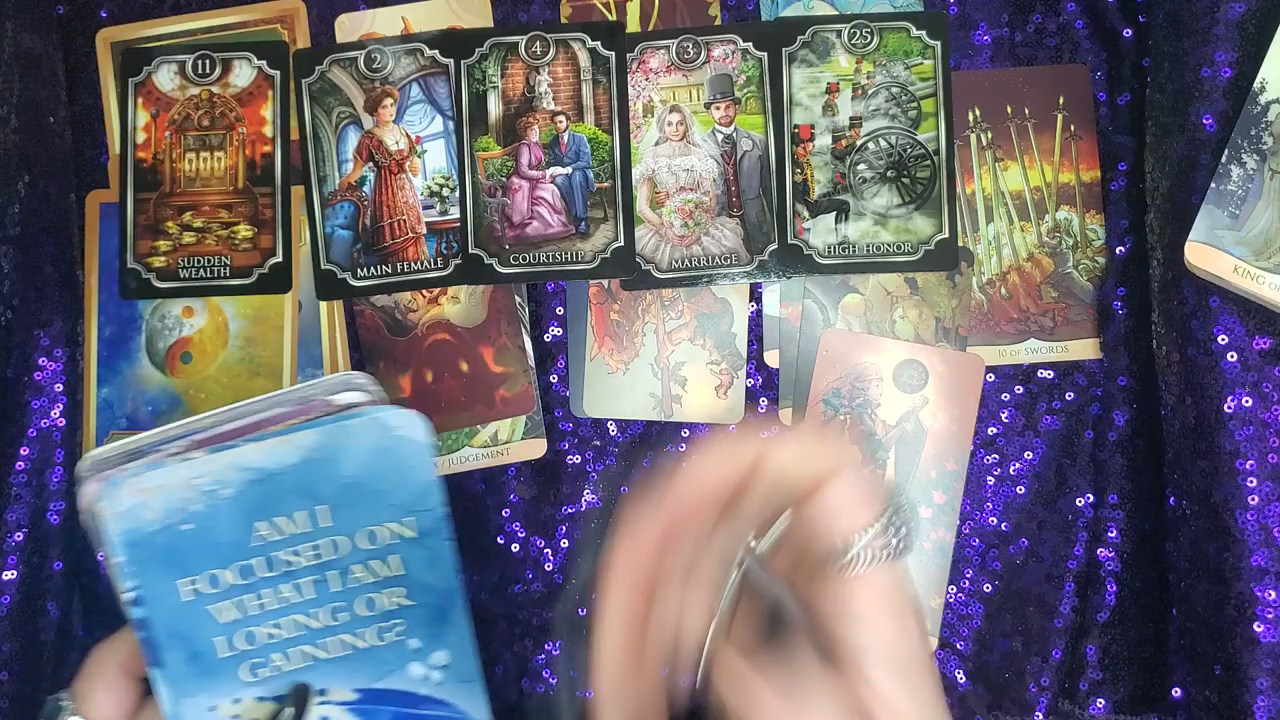 11
SUDDEN
WEALTH
2
MAIN FEMALE
4
COURTSHIP
3
MARRIAGE
25
HIGH HONOR
10 OF SWORDS
KING O
/ JUDGEMENT
AM I
FOCUSED ON
WHAT I AM
LOSING OR
GAINING?